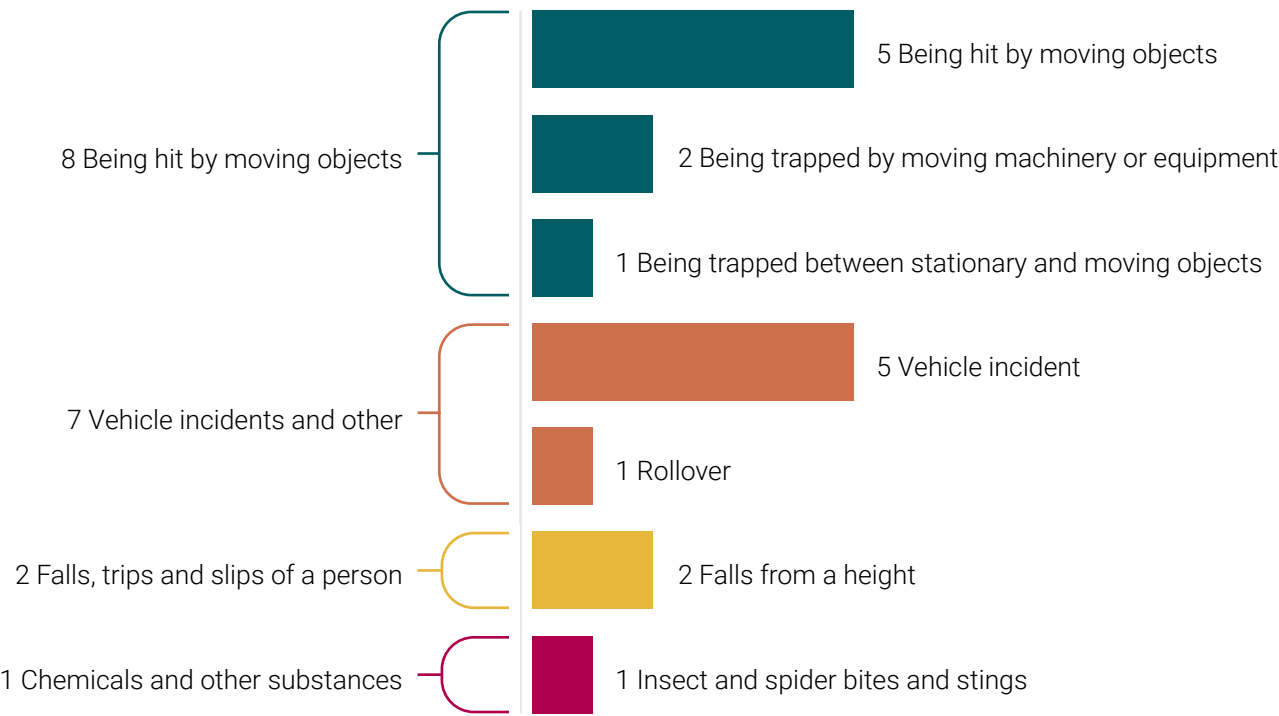 8 Being hit by moving objects
5 Being hit by moving objects
2 Being trapped by moving machinery or equipment
1 Being trapped between stationary and moving objects
7 Vehicle incidents and other
5 Vehicle incident
1 Rollover
2 Falls, trips and slips of a person
2 Falls from a height
1 Chemicals and other substances
1 Insect and spider bites and stings